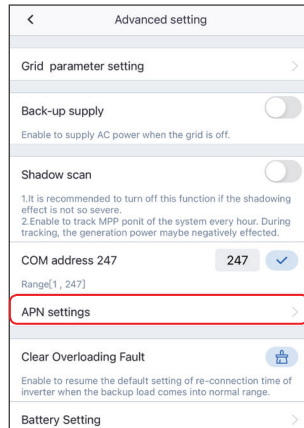 Advanced setting
Grid parameter setting
Back-up supply
Enable to supply AC power when the grid is off.
Shadow scan
1.It is recommended to turn off this function if the shadowing
effect is not so severe.
2.Enable to track MPP ponit of the system every hour. During
tracking, the generation power maybe negatively effected.
COM address 247 247
Range[1 , 247]
APN settings
Clear Overloading Fault
Enable to resume the default setting of re-connection time of
inverter when the backup load comes into normal range.
Battery Setting